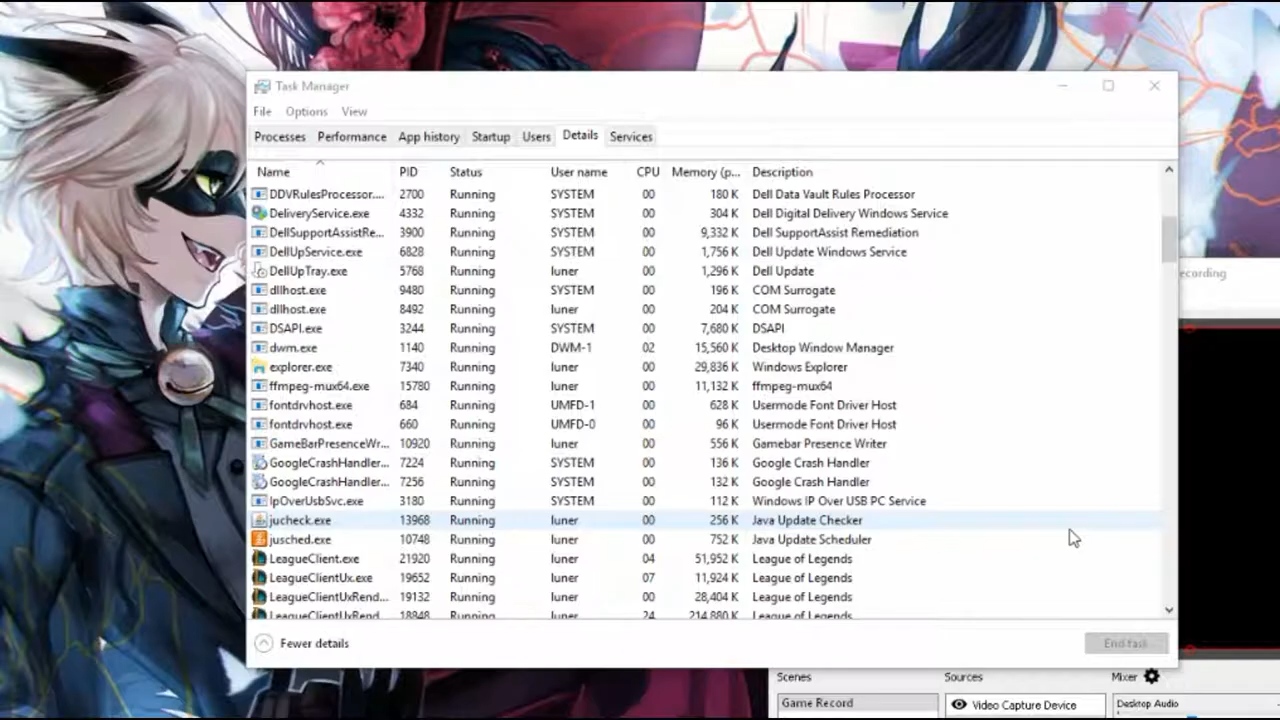 Task Manager
File Options View
Processes Performance App history Startup Users Details Services
Name PID Status User name CPU Memory (p... Description
DDVRulesProcessor.... 2700 Running SYSTEM 00 180 K Dell Data Vault Rules Processor
DeliveryService.exe 4332 Running SYSTEM 00 304 K Dell Digital Delivery Windows Service
DellSupportAssistRe... 3900 Running SYSTEM 00 9,332 K Dell SupportAssist Remediation
DellUpService.exe 6828 Running SYSTEM 00 1,756 K Dell Update Windows Service
DellUpTray.exe 5768 Running luner 00 1,296 K Dell Update
dllhost.exe 9480 Running SYSTEM 00 196 K COM Surrogate
dllhost.exe 8492 Running luner 00 204 K COM Surrogate
DSAPI.exe 3244 Running SYSTEM 00 7,680 K DSAPI
dwm.exe 1140 Running DWM-1 02 15,560 K Desktop Window Manager
explorer.exe 7340 Running luner 00 29,836 K Windows Explorer
ffmpeg-mux64.exe 15780 Running luner 00 11,132 K ffmpeg-mux64
fontdrvhost.exe 684 Running UMFD-1 00 628 K Usermode Font Driver Host
fontdrvhost.exe 660 Running UMFD-0 00 96 K Usermode Font Driver Host
GameBarPresenceWr... 10920 Running luner 00 556 K Gamebar Presence Writer
GoogleCrashHandler... 7224 Running SYSTEM 00 136 K Google Crash Handler
GoogleCrashHandler... 7256 Running SYSTEM 00 132 K Google Crash Handler
IpOverUsbSvc.exe 3180 Running SYSTEM 00 112 K Windows IP Over USB PC Service
jucheck.exe 13968 Running luner 00 256 K Java Update Checker
jusched.exe 10748 Running luner 00 752 K Java Update Scheduler
LeagueClient.exe 21920 Running luner 04 51,952 K League of Legends
LeagueClientUx.exe 19652 Running luner 07 11,924 K League of Legends
LeagueClientUxRend... 19132 Running luner 00 28,404 K League of Legends
LeagueClientUxRend... 18848 Running luner 24 214,880 K League of Legends
Fewer details End task
ecording
Scenes Sources Mixer
Game Record Video Capture Device Desktop Audio